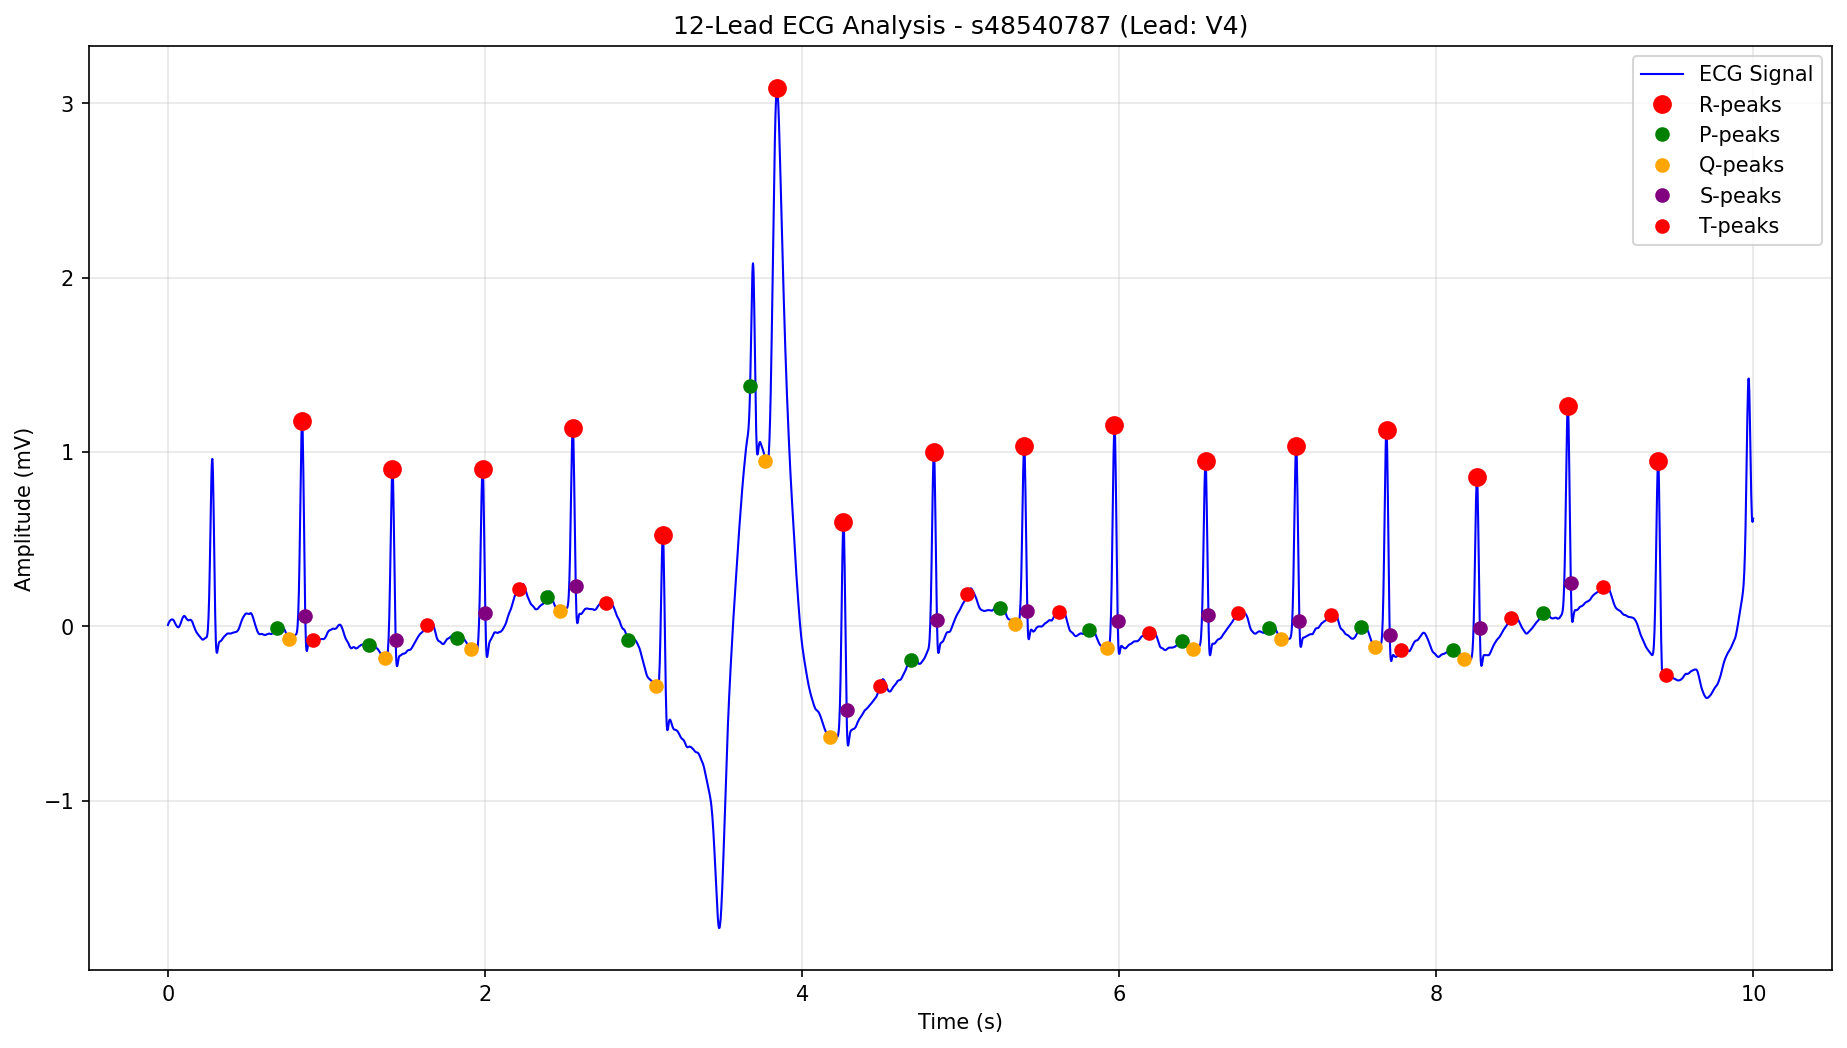 12-Lead ECG Analysis - s48540787 (Lead: V4)
ECG Signal
R-peaks
P-peaks
Q-peaks
S-peaks
T-peaks
Amplitude (mV)
3
2
1
0
−1
0 2 4 6 8 10
Time (s)